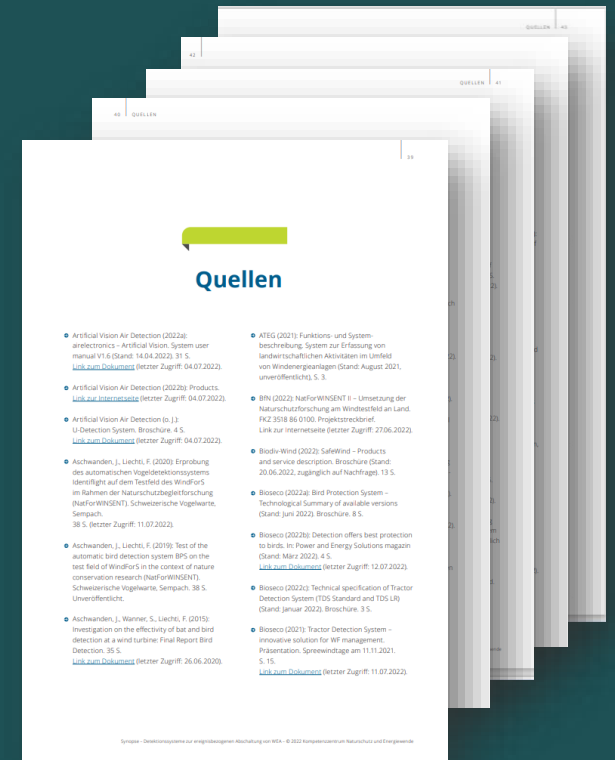 QUELLEN 40
42
QUELLEN 41
40 QUELLEN
39
Quellen
Artificial Vision Air Detection (2022a):
airelectronics – Artificial Vision. System user
manual V1.6 (Stand: 14.04.2022). 31 S.
Link zum Dokument (letzter Zugriff: 04.07.2022).
Artificial Vision Air Detection (2022b): Products.
Link zur Internetseite (letzter Zugriff: 04.07.2022).
Artificial Vision Air Detection (o. J.):
U-Detection System. Broschüre. 4 S.
Link zum Dokument (letzter Zugriff: 04.07.2022).
Aschwanden, J., Liechti, F. (2020): Erprobung
des automatischen Vogeldetektionssystems
Identiflight auf dem Testfeld des WindForS
im Rahmen der Naturschutzbegleitforschung
(NatForWINSENT). Schweizerische Vogelwarte,
Sempach.
38 S. (letzter Zugriff: 11.07.2022).
Aschwanden, J., Liechti, F. (2019): Test of the
automatic bird detection system BPS on the
test field of WindForS in the context of nature
conservation research (NatForWINSENT).
Schweizerische Vogelwarte, Sempach. 38 S.
Unveröffentlicht.
Aschwanden, J., Wanner, S., Liechti, F. (2015):
Investigation on the effectivity of bat and bird
detection at a wind turbine: Final Report Bird
Detection. 35 S.
Link zum Dokument (letzter Zugriff: 26.06.2020).
ATEG (2021): Funktions- und System-
beschreibung. System zur Erfassung von
landwirtschaftlichen Aktivitäten im Umfeld
von Windenergieanlagen (Stand: August 2021,
unveröffentlicht), S. 3.
BfN (2022): NatForWINSENT II – Umsetzung der
Naturschutzforschung am Windtestfeld an Land.
FKZ 3518 86 0100. Projektsteckbrief.
Link zur Internetseite (letzter Zugriff: 27.06.2022).
Biodiv-Wind (2022): SafeWind – Products
and service description. Broschüre (Stand:
20.06.2022, zugänglich auf Nachfrage). 13 S.
Bioseco (2022a): Bird Protection System –
Technological Summary of available versions
(Stand: Juni 2022). Broschüre. 8 S.
Bioseco (2022b): Detection offers best protection
to birds. In: Power and Energy Solutions magazin
(Stand: März 2022). 4 S.
Link zum Dokument (letzter Zugriff: 12.07.2022).
Bioseco (2022c): Technical specification of Tractor
Detection System (TDS Standard and TDS LR)
(Stand: Januar 2022). Broschüre. 3 S.
Bioseco (2021): Tractor Detection System –
innovative solution for WF management.
Präsentation. Spreewindtage am 11.11.2021.
S. 15.
Link zum Dokument (letzter Zugriff: 11.07.2022).
Synopse – Detektionssysteme zur ereignisbezogenen Abschaltung von WEA - © 2022 Kompetenzzentrum Naturschutz und Energiewende